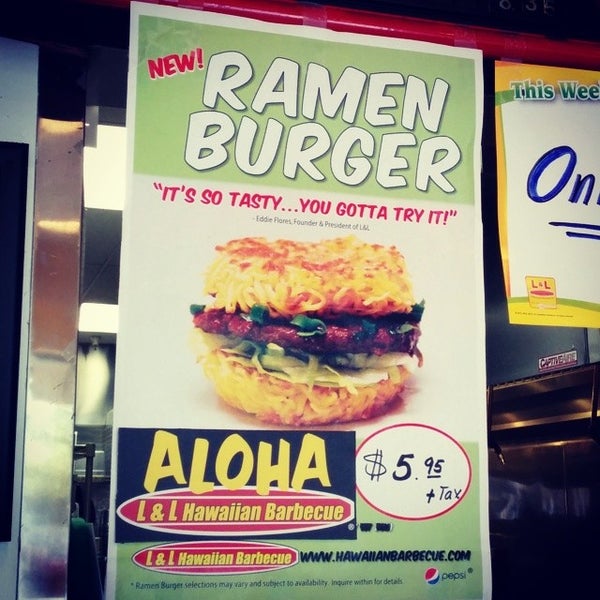 NEW!
RAMEN
BURGER
"IT'S SO TASTY...YOU GOTTA TRY IT!"
- Eddie Flores, Founder & President of L&L
ALOHA
L & L Hawaiian Barbecue
$5.95
+ Tax
L & L Hawaiian Barbecue WWW.HAWAIIANBARBECUE.COM
* Ramen Burger selections may vary and subject to availability. Inquire within for details.
pepsi
This Wee
On
L&L